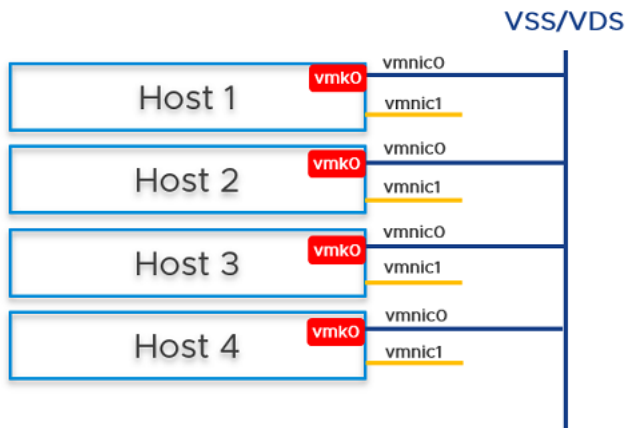 VSS/VDS
vmnic0
vmk0
Host 1
vmnic1
vmnic0
vmk0
Host 2
vmnic1
vmnic0
vmk0
Host 3
vmnic1
vmnic0
vmk0
Host 4
vmnic1